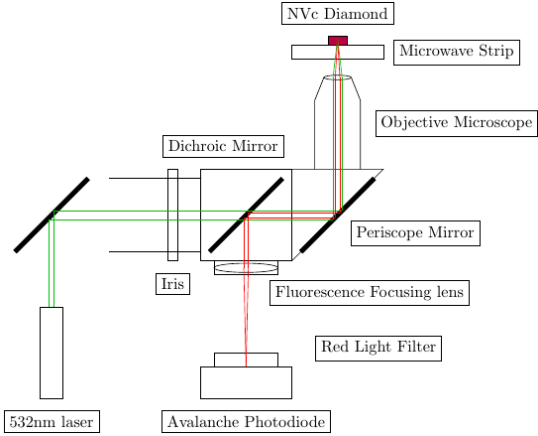 NVc Diamond
Microwave Strip
Objective Microscope
Dichroic Mirror
Periscope Mirror
Iris
Fluorescence Focusing lens
Red Light Filter
532nm laser
Avalanche Photodiode